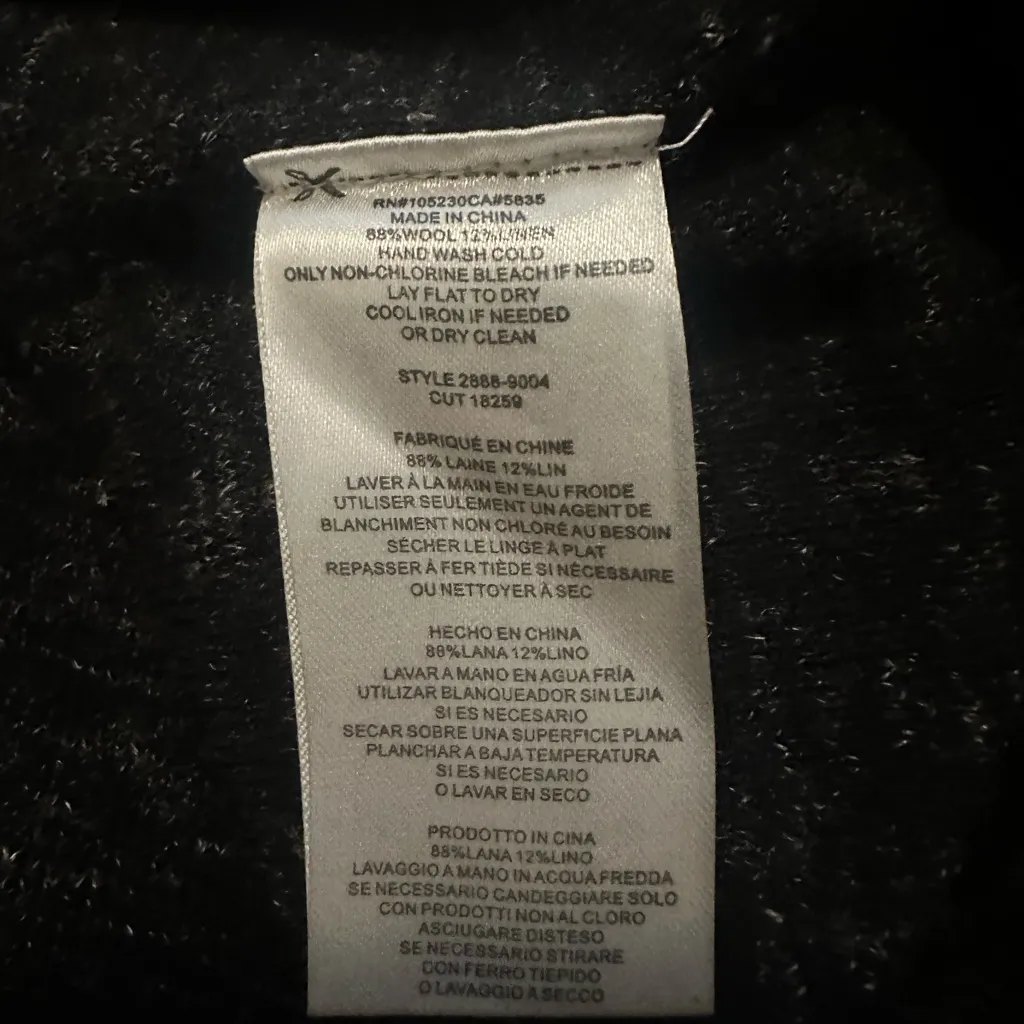 RN#105230CA#5835
MADE IN CHINA
88%WOOL 12%LINEN
HAND WASH COLD
ONLY NON-CHLORINE BLEACH IF NEEDED
LAY FLAT TO DRY
COOL IRON IF NEEDED
OR DRY CLEAN
STYLE 2888-9004
CUT 18259
FABRIQUÉ EN CHINE
88% LAINE 12%LIN
LAVER À LA MAIN EN EAU FROIDE
UTILISER SEULEMENT UN AGENT DE
BLANCHIMENT NON CHLORÉ AU BESOIN
SÉCHER LE LINGE À PLAT
REPASSER À FER TIÈDE SI NÉCESSAIRE
OU NETTOYER À SEC
HECHO EN CHINA
88%LANA 12%LINO
LAVAR A MANO EN AGUA FRÍA
UTILIZAR BLANQUEADOR SIN LEJIA
SI ES NECESARIO
SECAR SOBRE UNA SUPERFICIE PLANA
PLANCHAR A BAJA TEMPERATURA
SI ES NECESARIO
O LAVAR EN SECO
PRODOTTO IN CINA
88%LANA 12%LINO
LAVAGGIO A MANO IN ACQUA FREDDA
SE NECESSARIO CANDEGGIARE SOLO
CON PRODOTTI NON AL CLORO
ASCIUGARE DISTESO
SE NECESSARIO STIRARE
CON FERRO TIEPIDO
O LAVAGGIO A SECCO